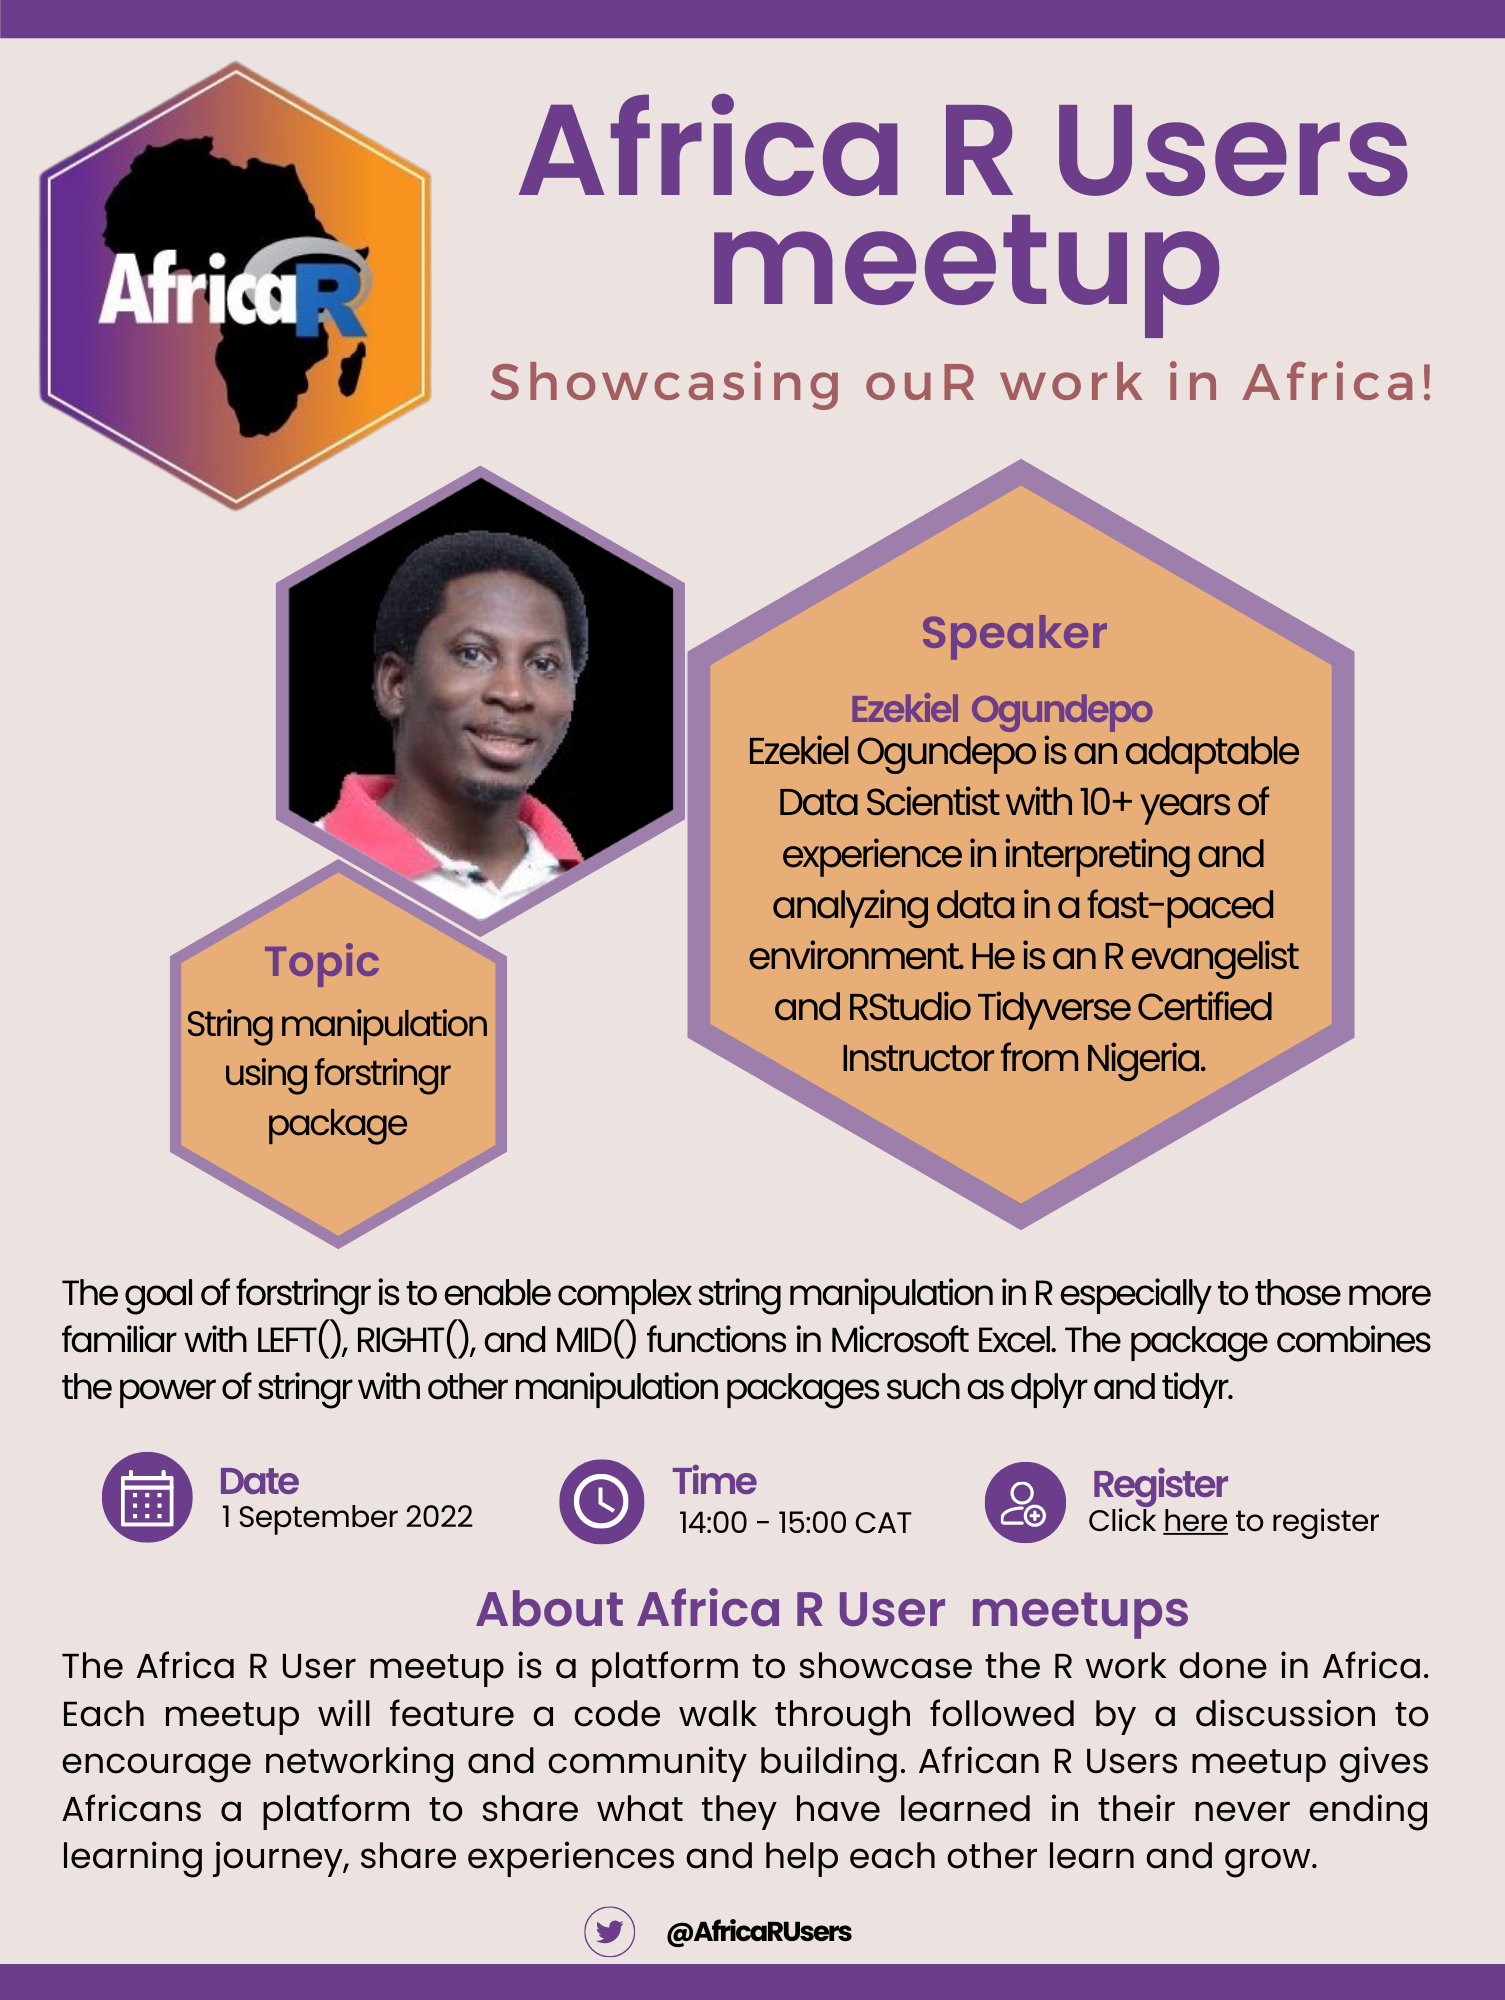 AfricaR
Africa R Users
meetup
Showcasing ouR work in Africa!
Speaker
Ezekiel Ogundepo
Ezekiel Ogundepo is an adaptable
Data Scientist with 10+ years of
experience in interpreting and
analyzing data in a fast-paced
environment. He is an R evangelist
and RStudio Tidyverse Certified
Instructor from Nigeria.
Topic
String manipulation
using forstringr
package
The goal of forstringr is to enable complex string manipulation in R especially to those more
familiar with LEFT(), RIGHT(), and MID() functions in Microsoft Excel. The package combines
the power of stringr with other manipulation packages such as dplyr and tidyr.
Date
1 September 2022
Time
14:00 - 15:00 CAT
Register
Click here to register
About Africa R User meetups
The Africa R User meetup is a platform to showcase the R work done in Africa.
Each meetup will feature a code walk through followed by a discussion to
encourage networking and community building. African R Users meetup gives
Africans a platform to share what they have learned in their never ending
learning journey, share experiences and help each other learn and grow.
@AfricaRUsers